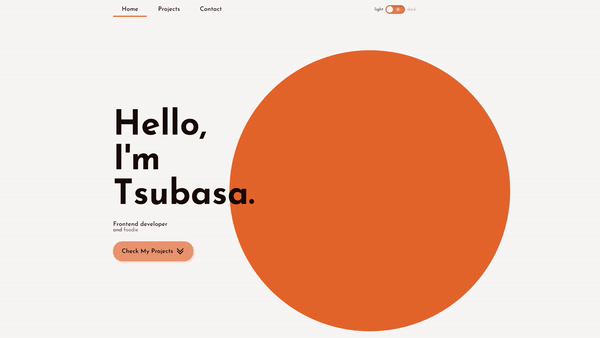 Home Projects Contact light dark
Hello,
I'm
Tsubasa.
Frontend developer
and foodie
Check My Projects